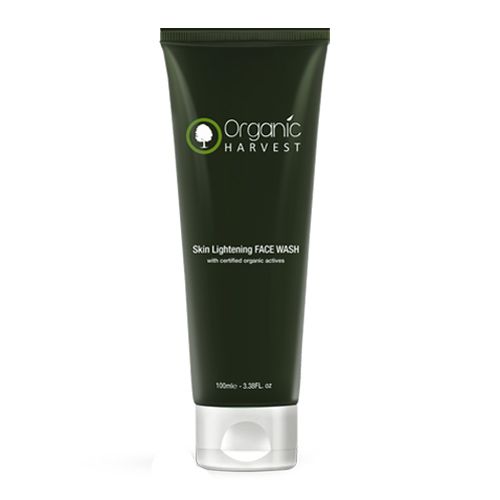 Organic
HARVEST
Skin Lightening FACE WASH
with certified organic actives
100ml℮ - 3.38FL. oz